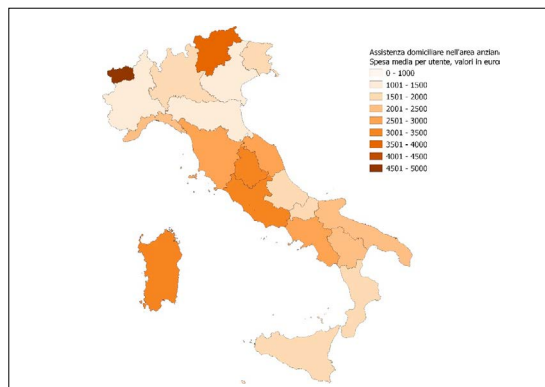 Assistenza domiciliare nell'area anziani
Spesa media per utente, valori in euro
0 - 1000
1001 - 1500
1501 - 2000
2001 - 2500
2501 - 3000
3001 - 3500
3501 - 4000
4001 - 4500
4501 - 5000